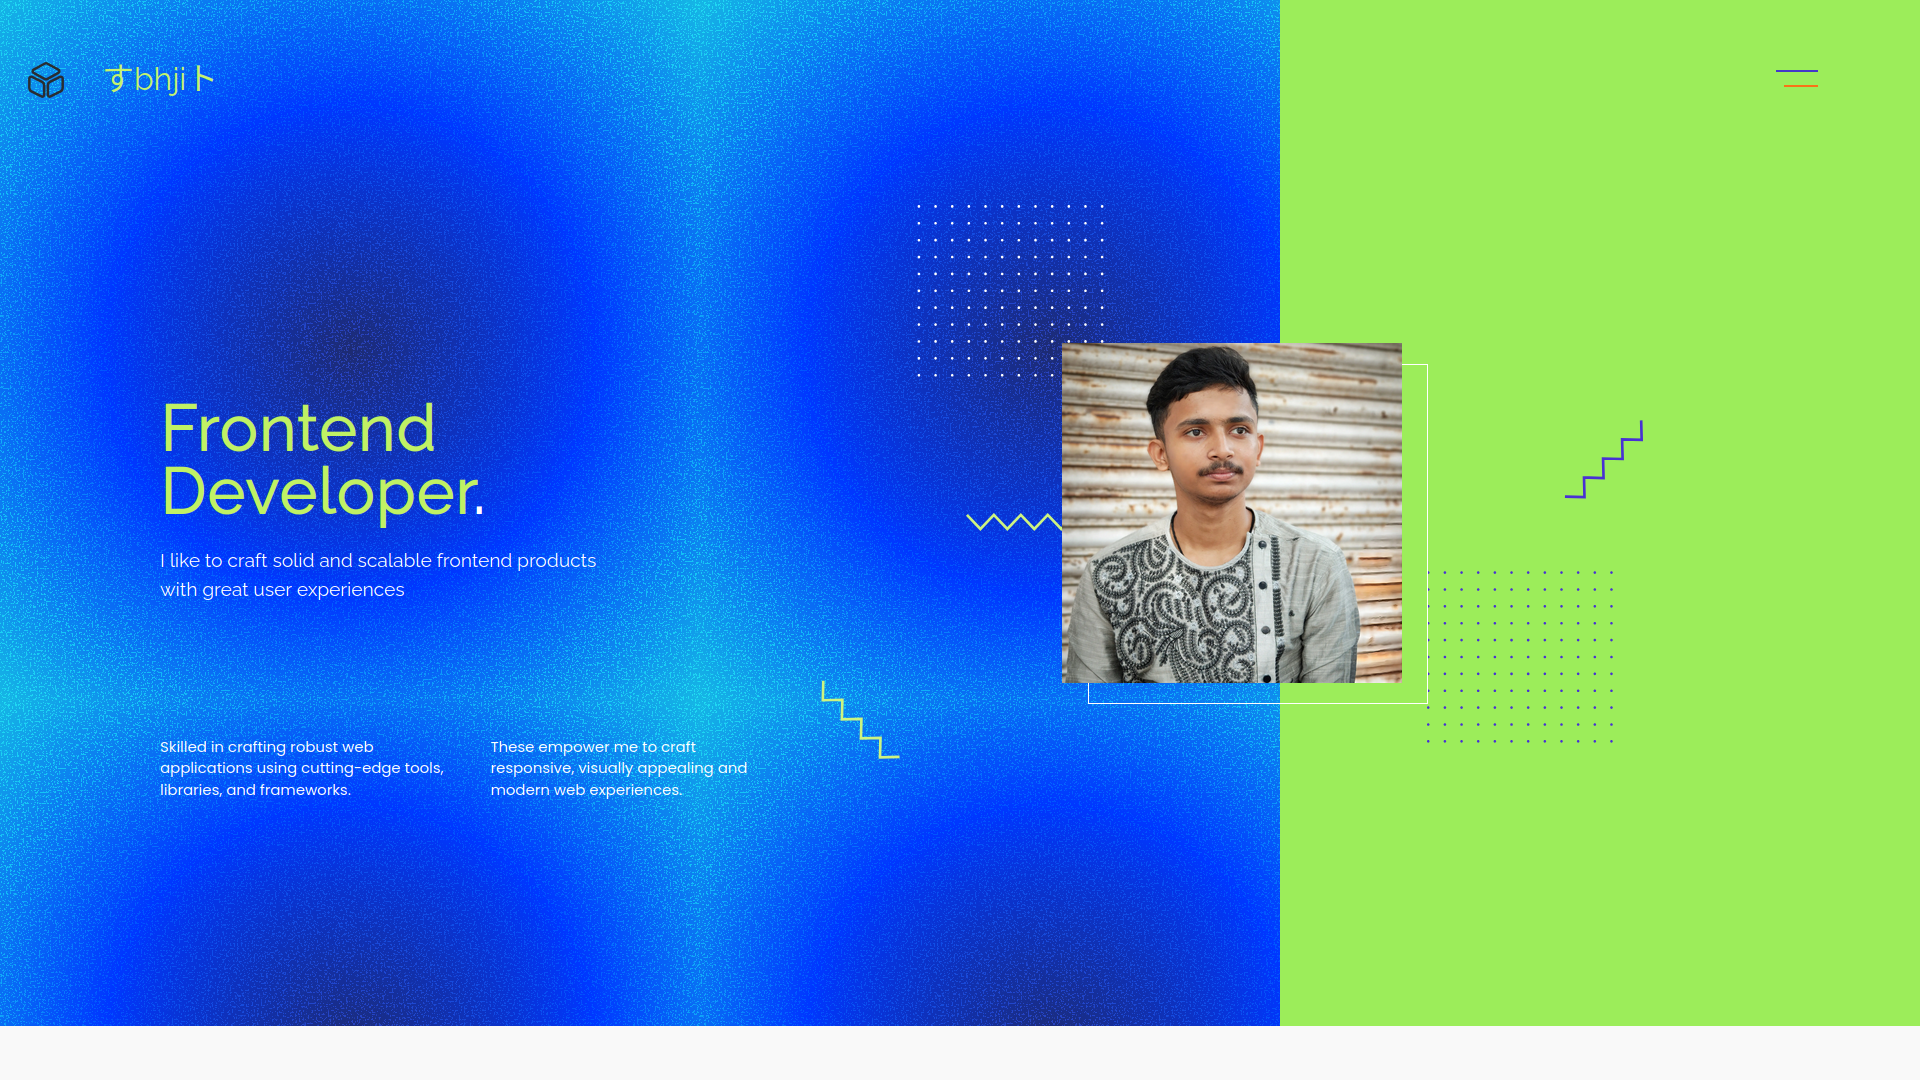 すbhjiト
Frontend
Developer.
I like to craft solid and scalable frontend products
with great user experiences
Skilled in crafting robust web
applications using cutting-edge tools,
libraries, and frameworks.
These empower me to craft
responsive, visually appealing and
modern web experiences.